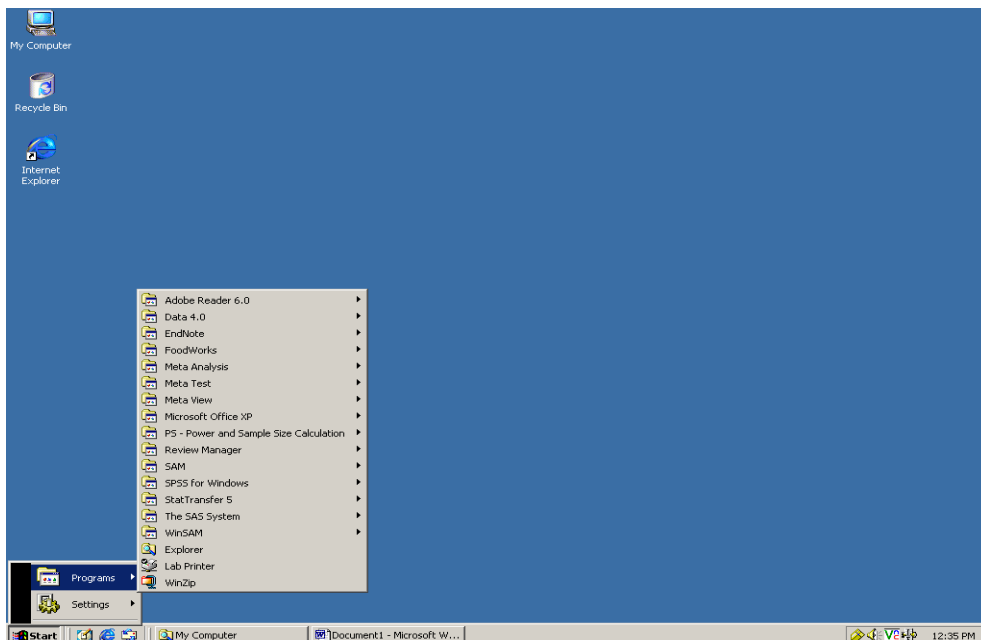 My Computer
Recycle Bin
Internet
Explorer
Adobe Reader 6.0
Data 4.0
EndNote
FoodWorks
Meta Analysis
Meta Test
Meta View
Microsoft Office XP
PS - Power and Sample Size Calculation
Review Manager
SAM
SPSS for Windows
StatTransfer 5
The SAS System
WinSAM
Explorer
Lab Printer
WinZip
Programs
Settings
Start My Computer Document1 - Microsoft W... 12:35 PM